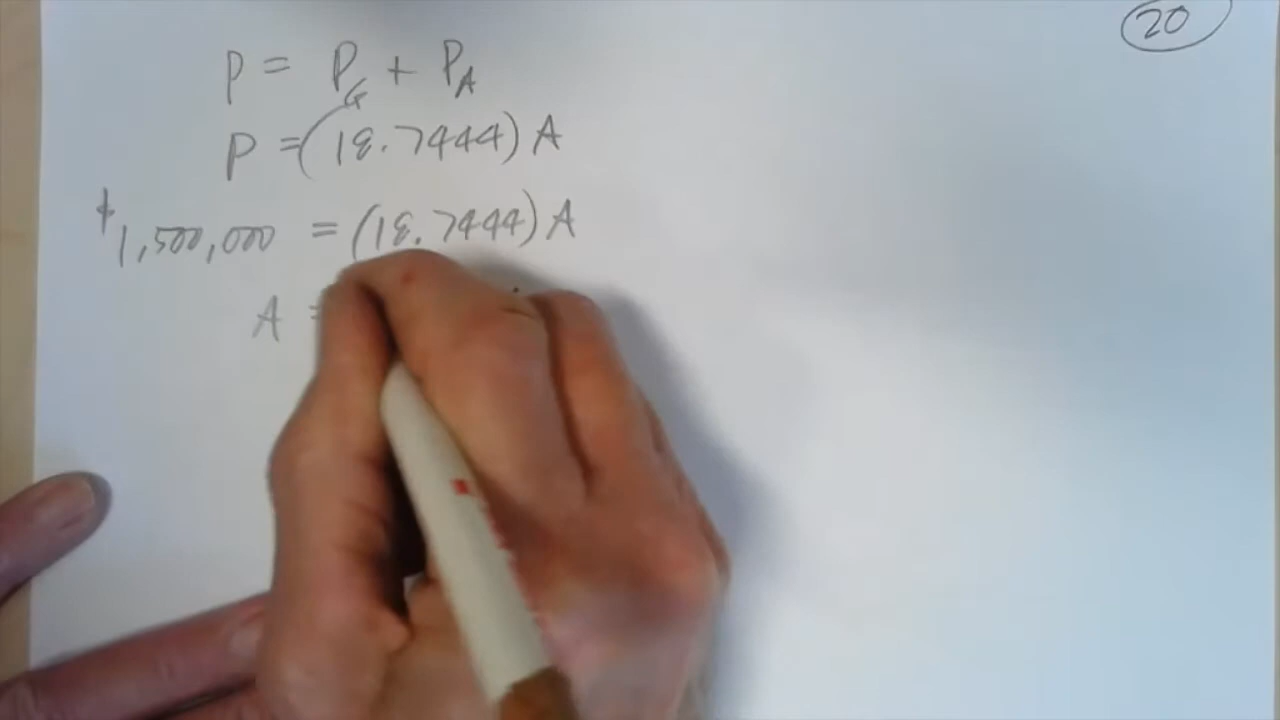 20
P = P_G + P_A
P = (18.7444) A
$1,500,000 = (18.7444) A
A =